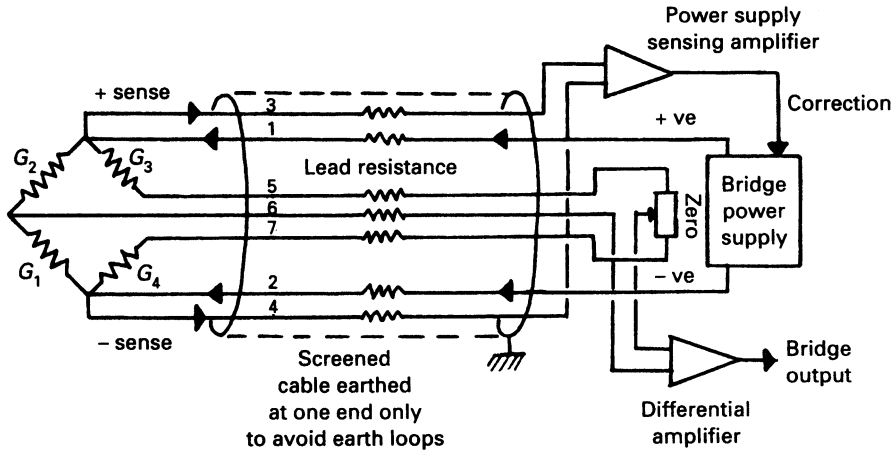 Power supply
sensing amplifier
+ sense
3
Correction
1
+ ve
G2
G3
Lead resistance
5
6
7
Zero
Bridge
power
supply
G1
G4
2
– ve
4
– sense
Screened
cable earthed
at one end only
to avoid earth loops
Bridge
output
Differential
amplifier